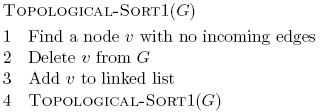 TOPOLOGICAL-SORT1(G)
1 Find a node v with no incoming edges
2 Delete v from G
3 Add v to linked list
4 TOPOLOGICAL-SORT1(G)